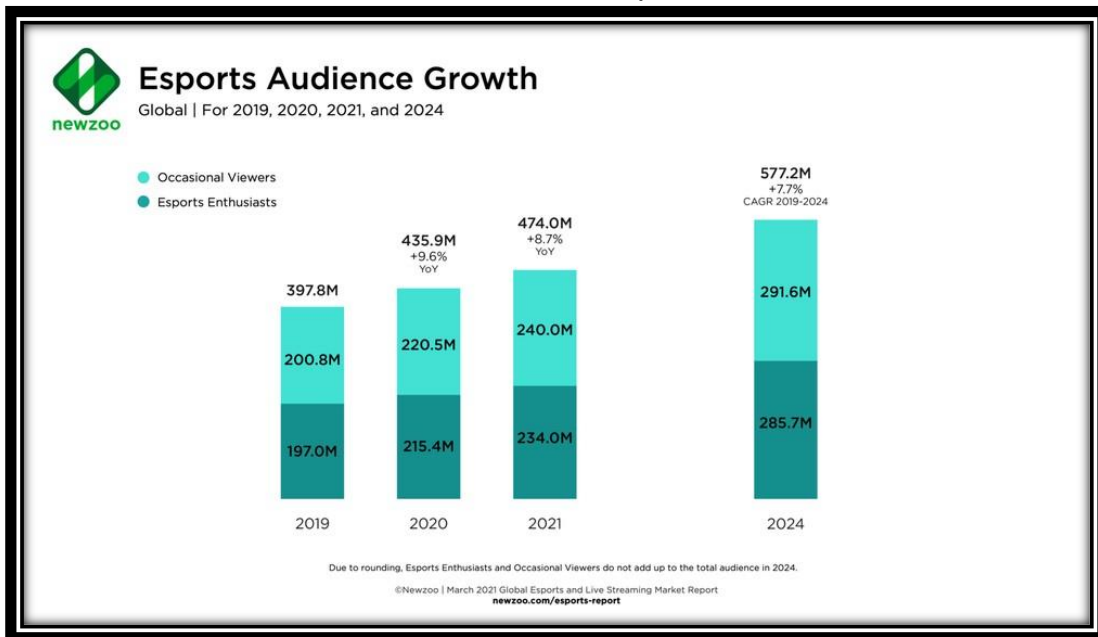 newzoo
Esports Audience Growth
Global | For 2019, 2020, 2021, and 2024
Occasional Viewers
Esports Enthusiasts
397.8M
200.8M
197.0M
2019
435.9M
+9.6%
YoY
220.5M
215.4M
2020
474.0M
+8.7%
YoY
240.0M
234.0M
2021
577.2M
+7.7%
CAGR 2019-2024
291.6M
285.7M
2024
Due to rounding, Esports Enthusiasts and Occasional Viewers do not add up to the total audience in 2024.
©Newzoo | March 2021 Global Esports and Live Streaming Market Report
newzoo.com/esports-report